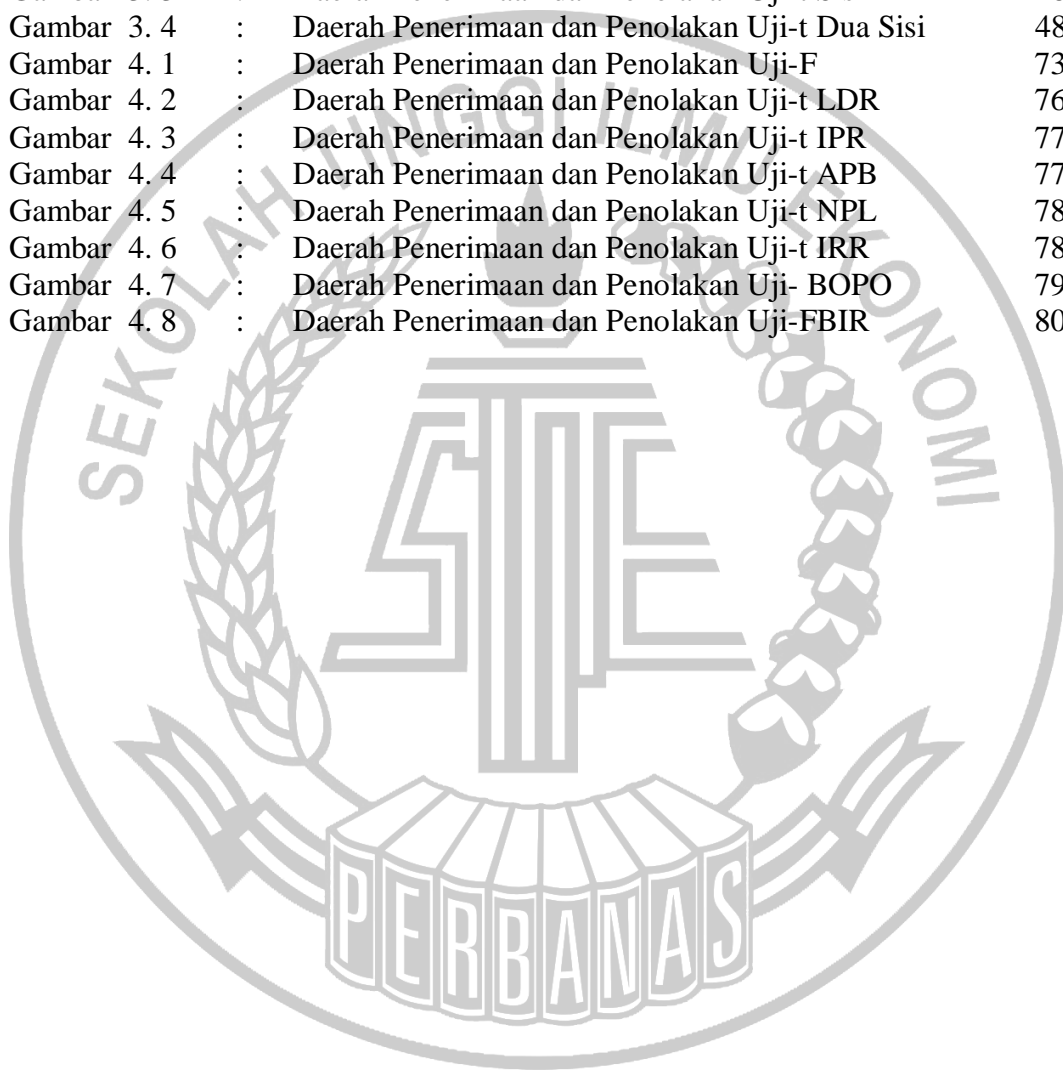 Gambar 3. 4 : Daerah Penerimaan dan Penolakan Uji-t Dua Sisi 48
Gambar 4. 1 : Daerah Penerimaan dan Penolakan Uji-F 73
Gambar 4. 2 : Daerah Penerimaan dan Penolakan Uji-t LDR 76
Gambar 4. 3 : Daerah Penerimaan dan Penolakan Uji-t IPR 77
Gambar 4. 4 : Daerah Penerimaan dan Penolakan Uji-t APB 77
Gambar 4. 5 : Daerah Penerimaan dan Penolakan Uji-t NPL 78
Gambar 4. 6 : Daerah Penerimaan dan Penolakan Uji-t IRR 78
Gambar 4. 7 : Daerah Penerimaan dan Penolakan Uji- BOPO 79
Gambar 4. 8 : Daerah Penerimaan dan Penolakan Uji-FBIR 80
SEKOLAH TINGGI ILMU EKONOMI
STIE
PERBANAS